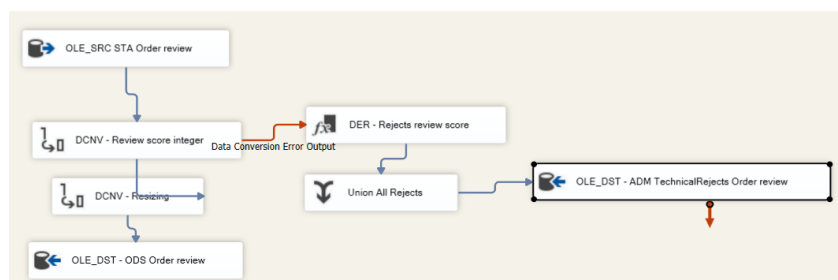 OLE_SRC STA Order review
DCNV - Review score integer
Data Conversion Error Output
DER - Rejects review score
DCNV - Resizing
Union All Rejects
OLE_DST - ADM TechnicalRejects Order review
OLE_DST - ODS Order review